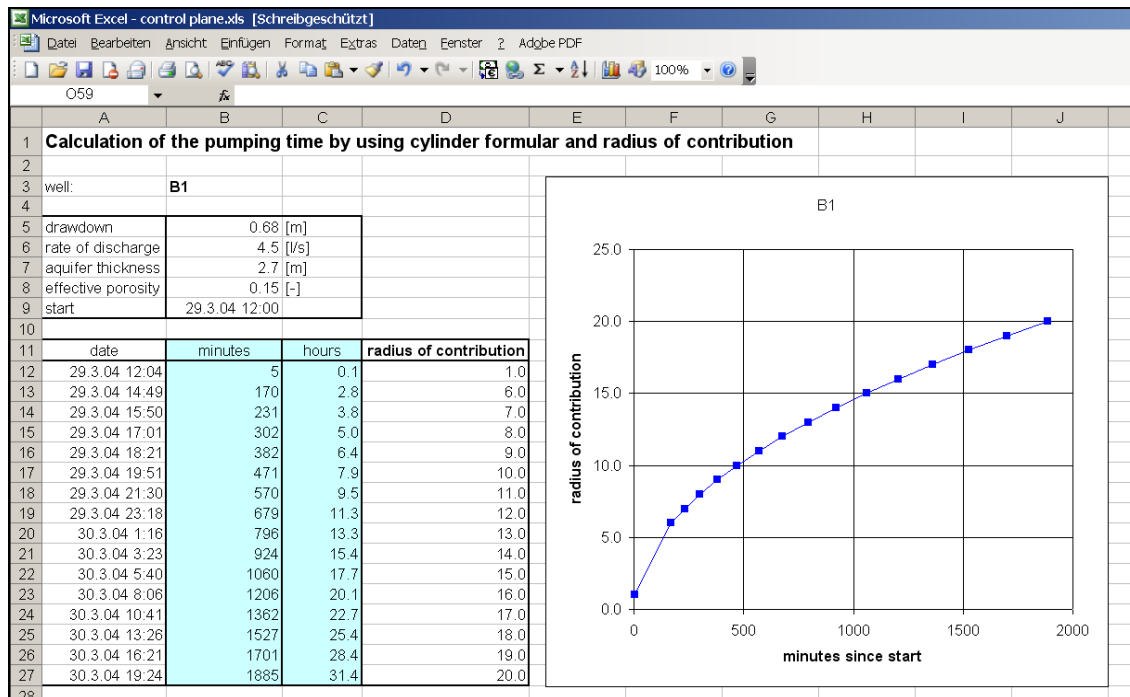 Microsoft Excel - control plane.xls [Schreibgeschützt]
Datei Bearbeiten Ansicht Einfügen Format Extras Daten Fenster ? Adobe PDF
100%
O59 fx
A B C D E F G H I J
1 Calculation of the pumping time by using cylinder formular and radius of contribution
2
3 well: B1
4
5 drawdown 0.68 [m]
6 rate of discharge 4.5 [l/s]
7 aquifer thickness 2.7 [m]
8 effective porosity 0.15 [-]
9 start 29.3.04 12:00
10
11 date minutes hours radius of contribution
12 29.3.04 12:04 5 0.1 1.0
13 29.3.04 14:49 170 2.8 6.0
14 29.3.04 15:50 231 3.8 7.0
15 29.3.04 17:01 302 5.0 8.0
16 29.3.04 18:21 382 6.4 9.0
17 29.3.04 19:51 471 7.9 10.0
18 29.3.04 21:30 570 9.5 11.0
19 29.3.04 23:18 679 11.3 12.0
20 30.3.04 1:16 796 13.3 13.0
21 30.3.04 3:23 924 15.4 14.0
22 30.3.04 5:40 1060 17.7 15.0
23 30.3.04 8:06 1206 20.1 16.0
24 30.3.04 10:41 1362 22.7 17.0
25 30.3.04 13:26 1527 25.4 18.0
26 30.3.04 16:21 1701 28.4 19.0
27 30.3.04 19:24 1885 31.4 20.0
28
B1
radius of contribution
25.0
20.0
15.0
10.0
5.0
0.0
0 500 1000 1500 2000
minutes since start